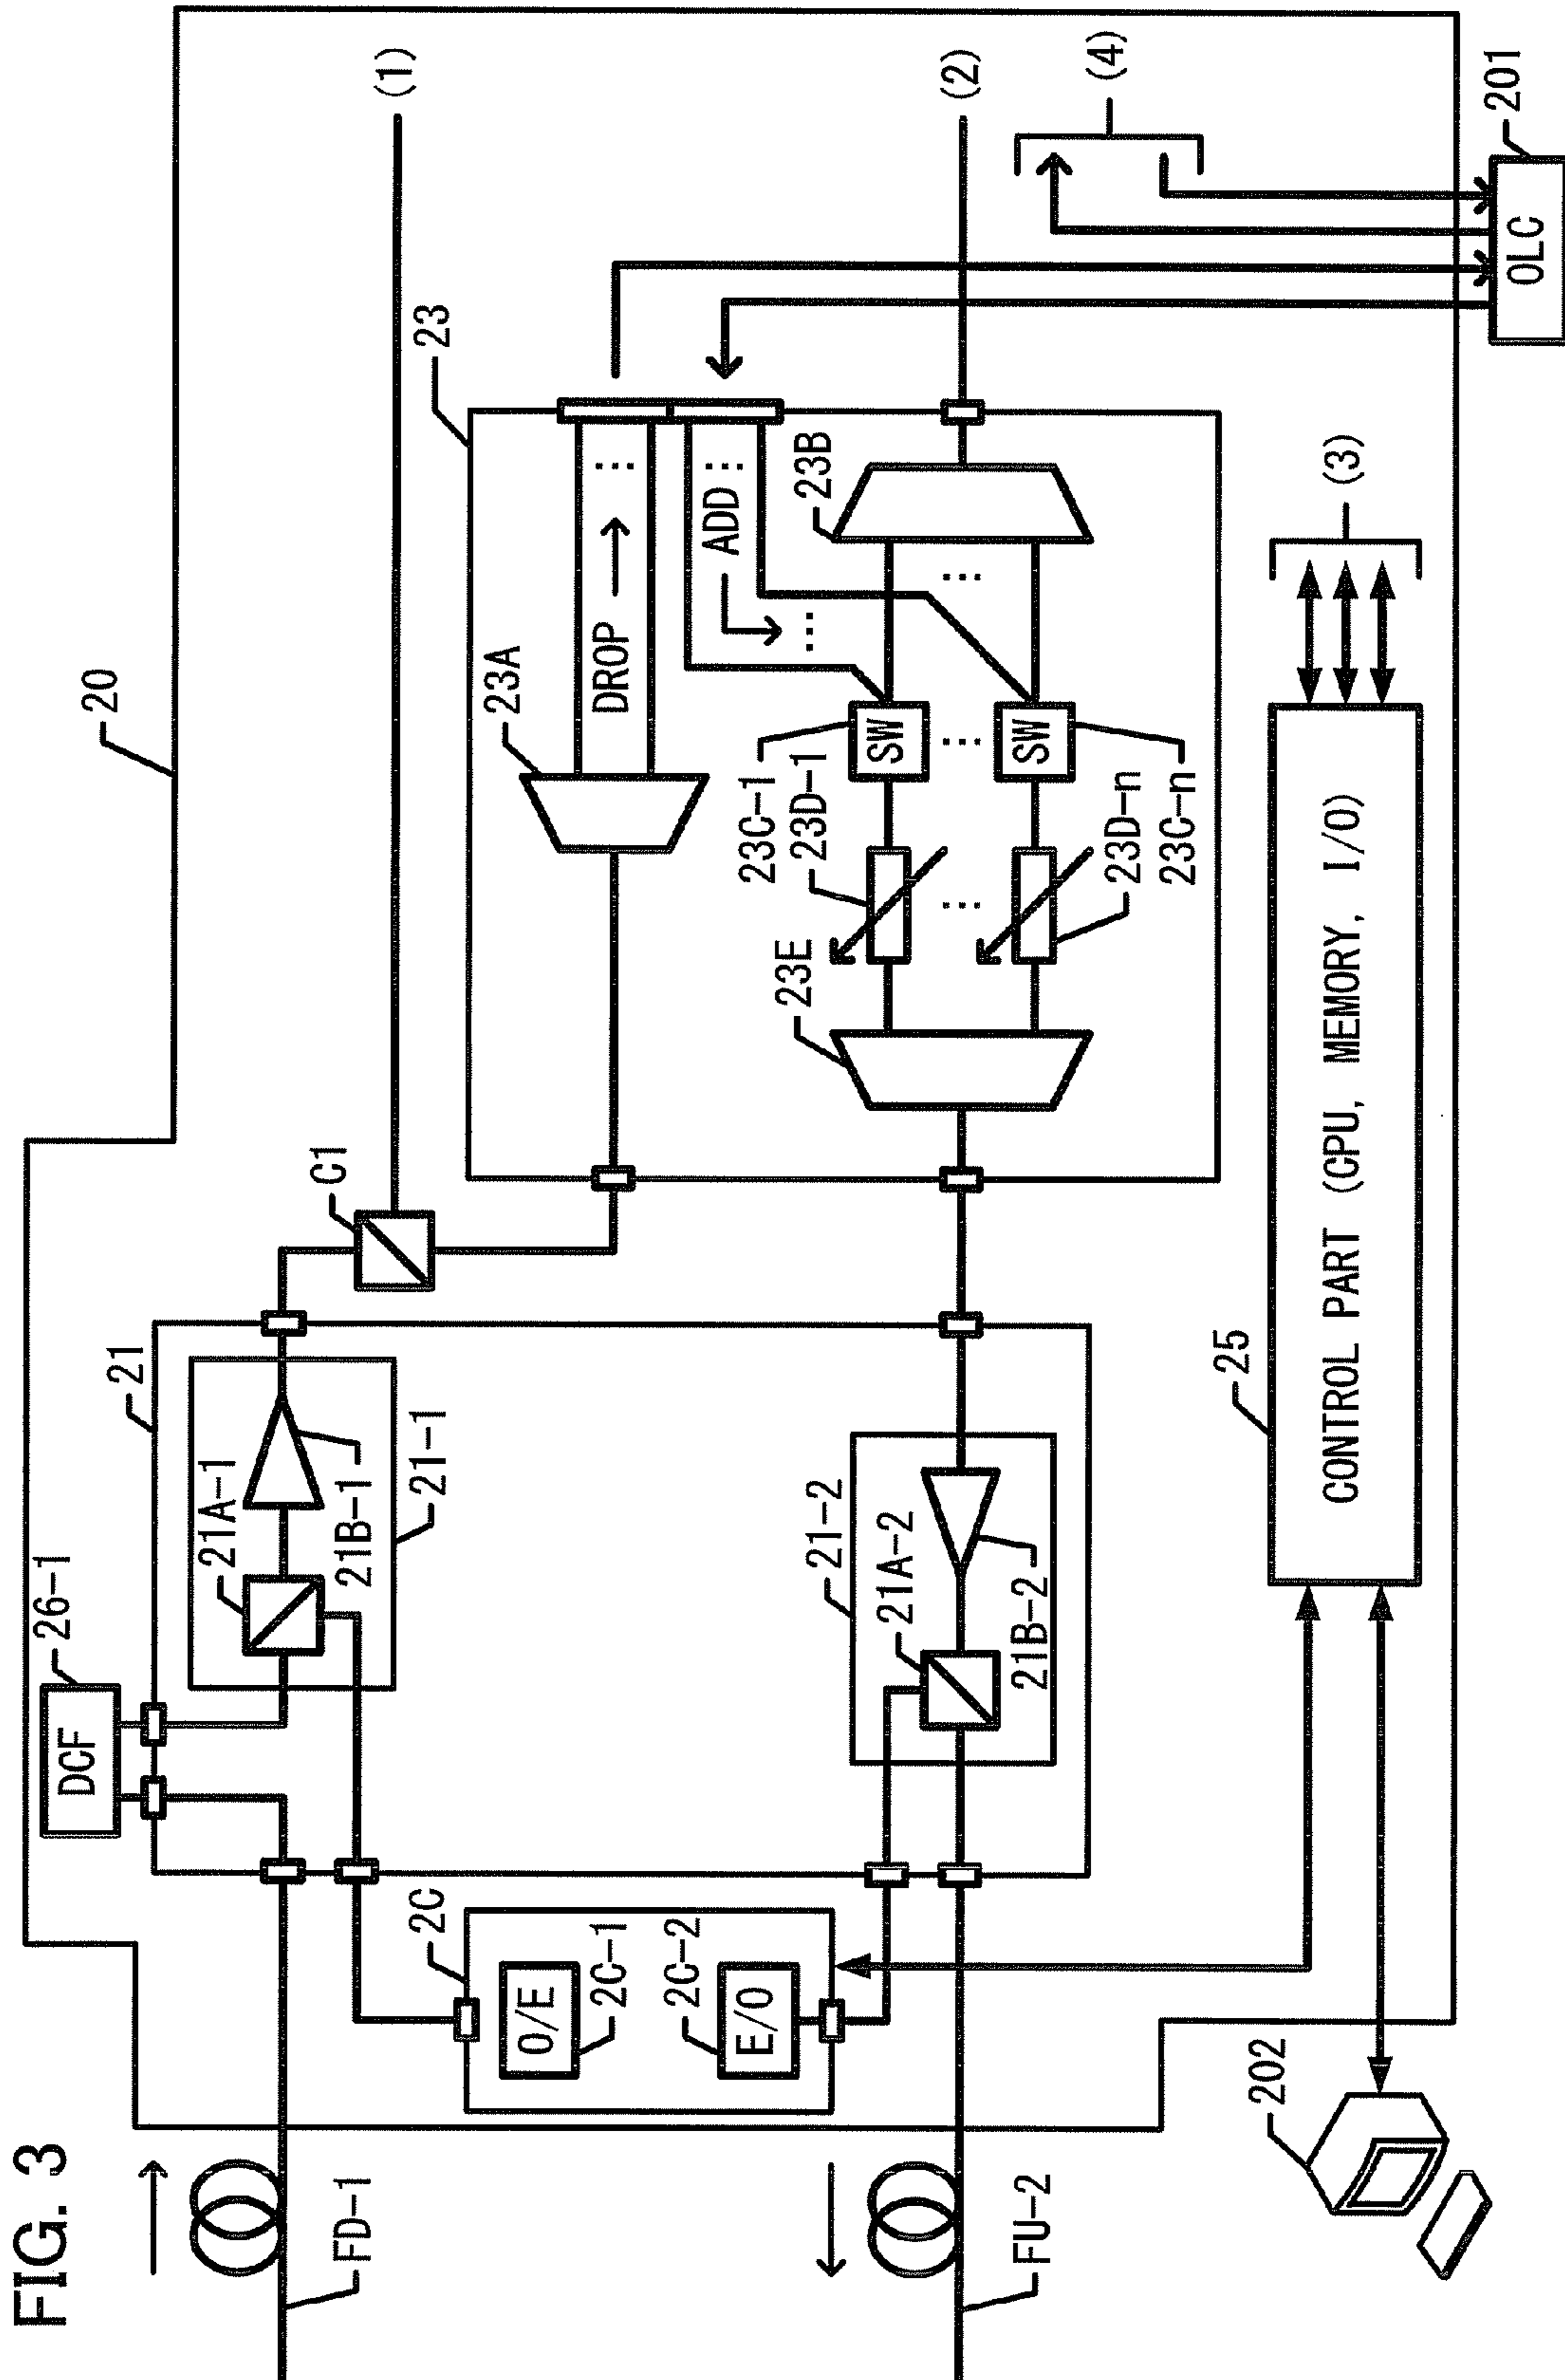 FIG. 3
20
(1)
26-1
DCF
21
21A-1
21B-1
21-1
C1
23
23A
DROP
ADD
FD-1
2C
O/E
2C-1
2C-2
E/O
21-2
21A-2
21B-2
23E
23C-1
23D-1
SW
SW
23D-n
23C-n
23B
(2)
(4)
FU-2
25
CONTROL PART (CPU, MEMORY, I/O)
(3)
OLC
201
202